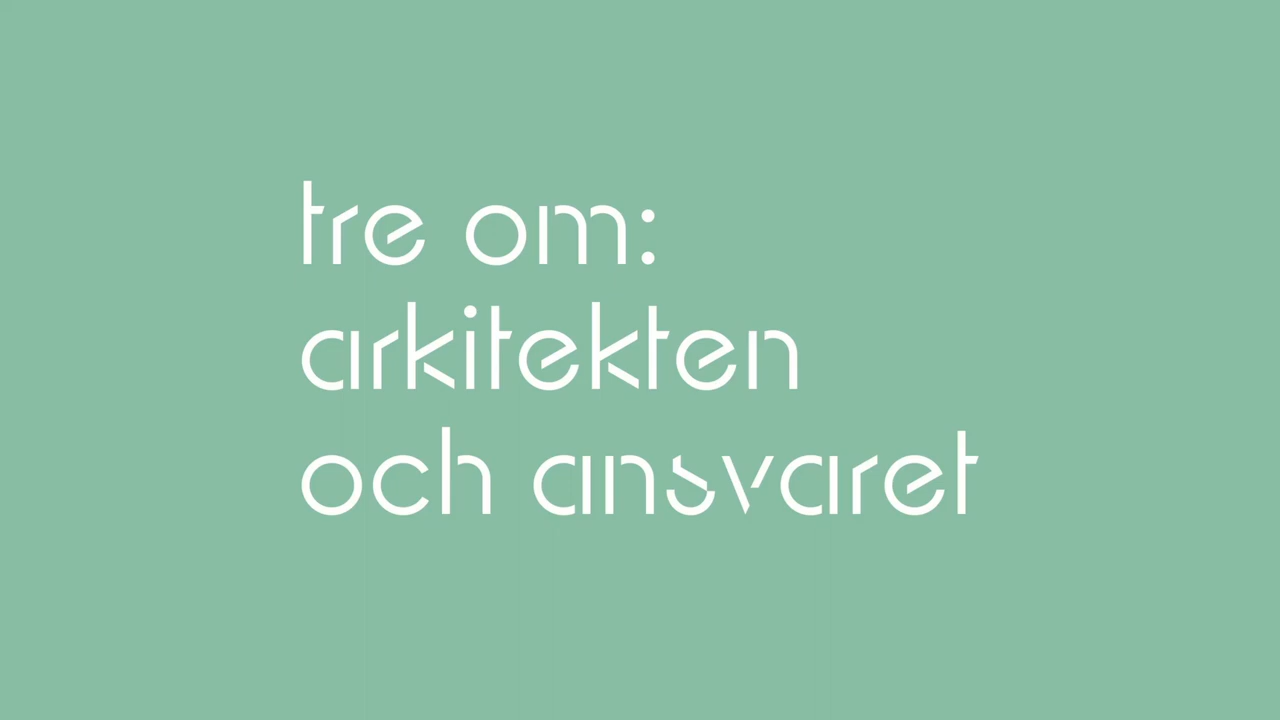 tre om:
arkitekten
och ansvaret